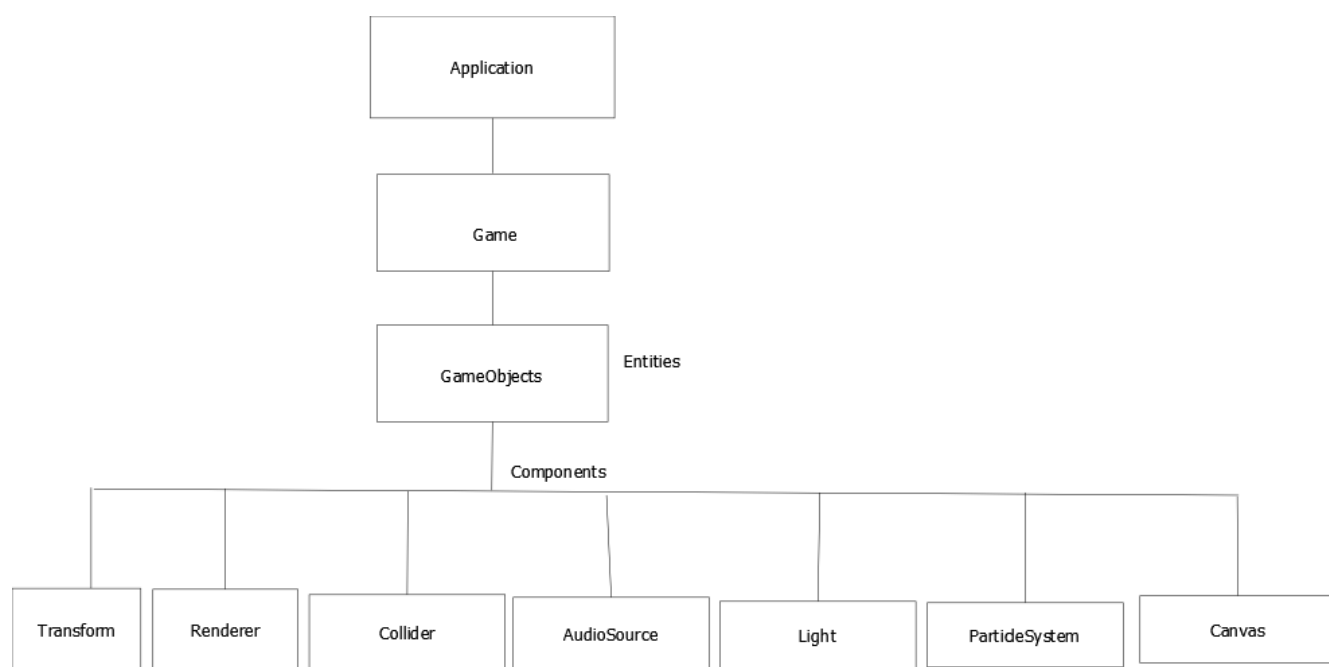 Application
Game
GameObjects
Entities
Components
Transform
Renderer
Collider
AudioSource
Light
ParticleSystem
Canvas